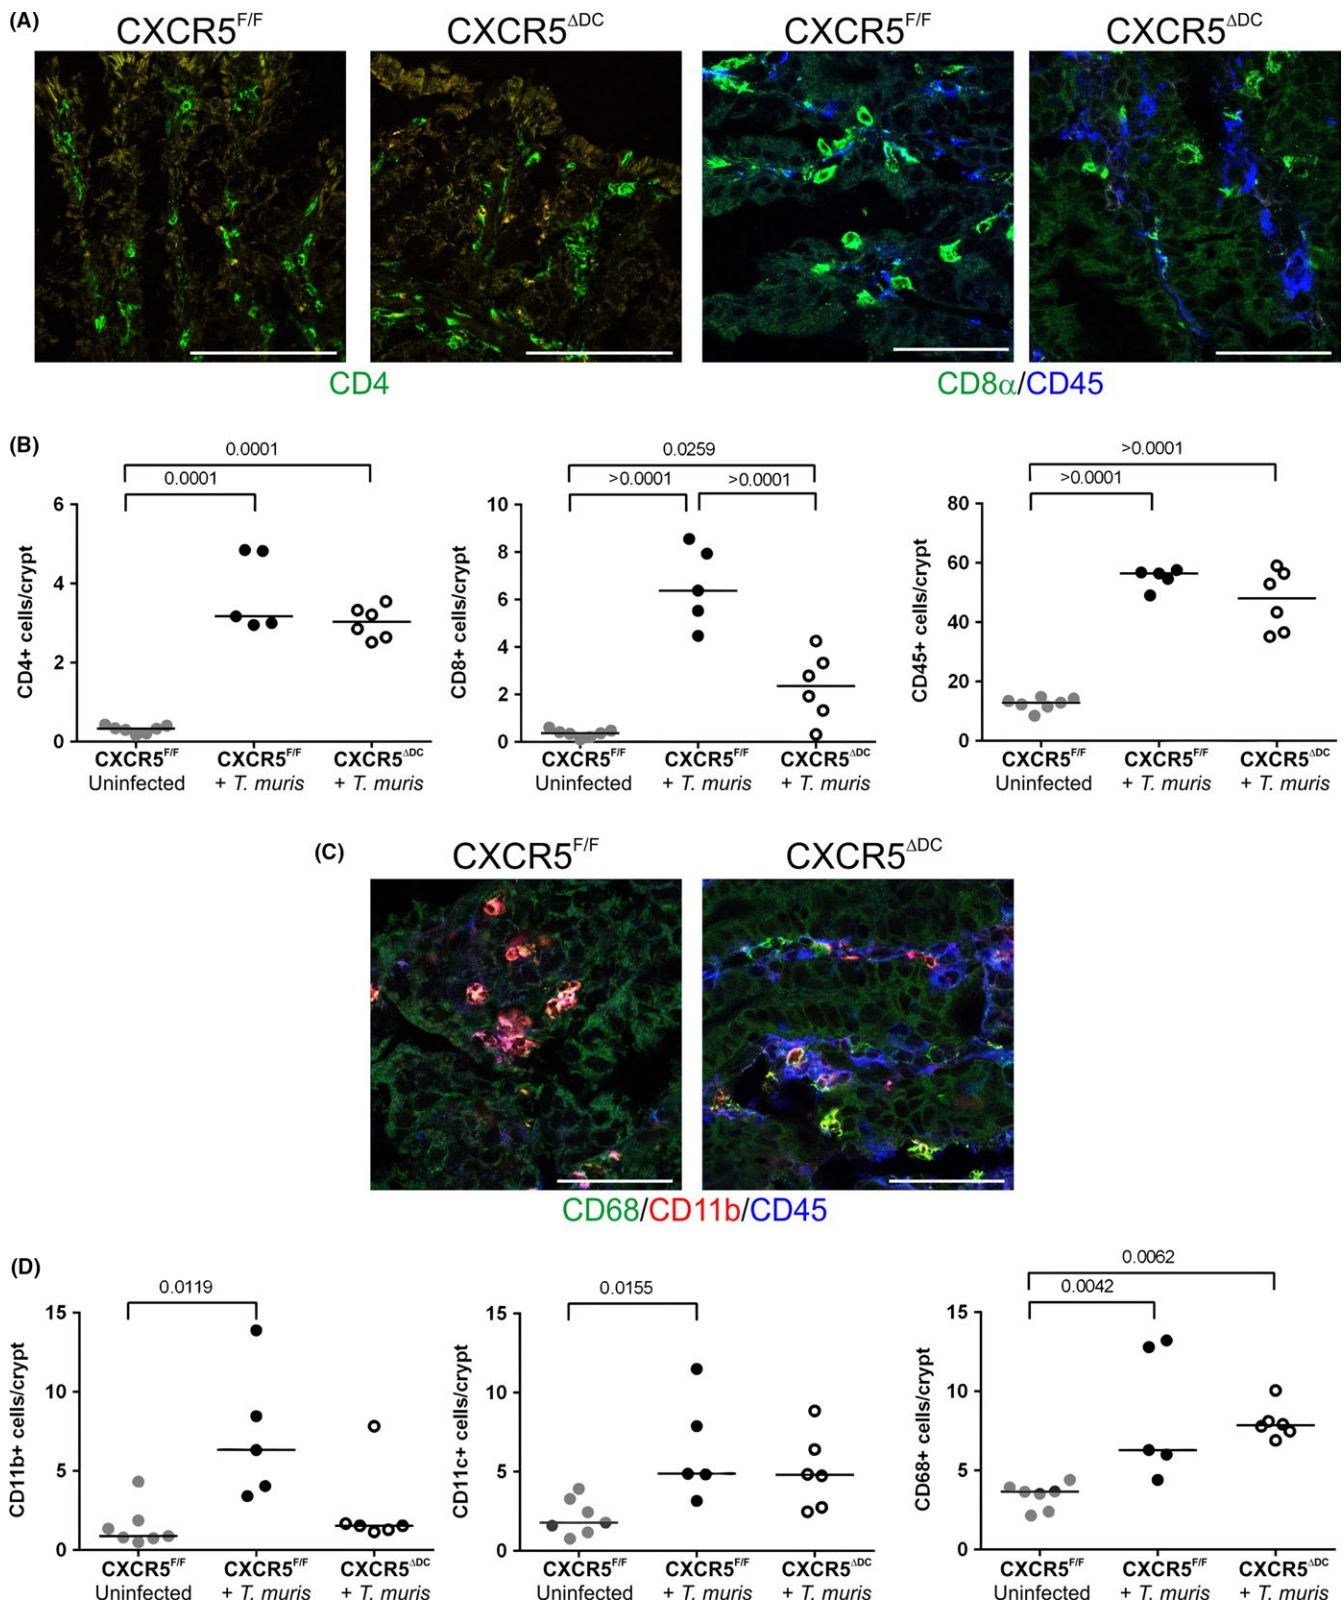 (A) CXCR5F/F CXCR5ΔDC CXCR5F/F CXCR5ΔDC
CD4 CD8α/CD45
(B)
0.0001
0.0001
6
4
2
0
CD4+ cells/crypt
CXCR5F/F CXCR5F/F CXCR5ΔDC
Uninfected + T. muris + T. muris
0.0259
>0.0001 >0.0001
10
8
6
4
2
0
CD8+ cells/crypt
CXCR5F/F CXCR5F/F CXCR5ΔDC
Uninfected + T. muris + T. muris
>0.0001
>0.0001
80
60
40
20
0
CD45+ cells/crypt
CXCR5F/F CXCR5F/F CXCR5ΔDC
Uninfected + T. muris + T. muris
(C) CXCR5F/F CXCR5ΔDC
CD68/CD11b/CD45
(D)
0.0119
15
10
5
0
CD11b+ cells/crypt
CXCR5F/F CXCR5F/F CXCR5ΔDC
Uninfected + T. muris + T. muris
0.0155
15
10
5
0
CD11c+ cells/crypt
CXCR5F/F CXCR5F/F CXCR5ΔDC
Uninfected + T. muris + T. muris
0.0062
0.0042
15
10
5
0
CD68+ cells/crypt
CXCR5F/F CXCR5F/F CXCR5ΔDC
Uninfected + T. muris + T. muris